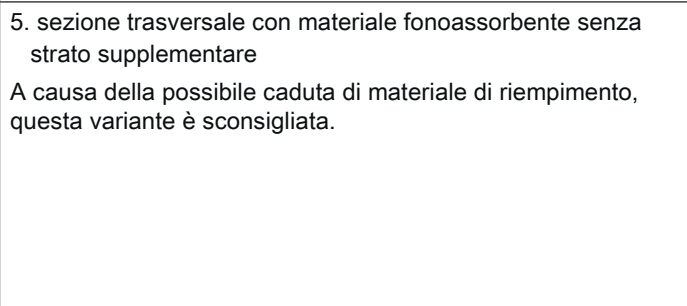 5. sezione trasversale con materiale fonoassorbente senza
strato supplementare
A causa della possibile caduta di materiale di riempimento,
questa variante è sconsigliata.